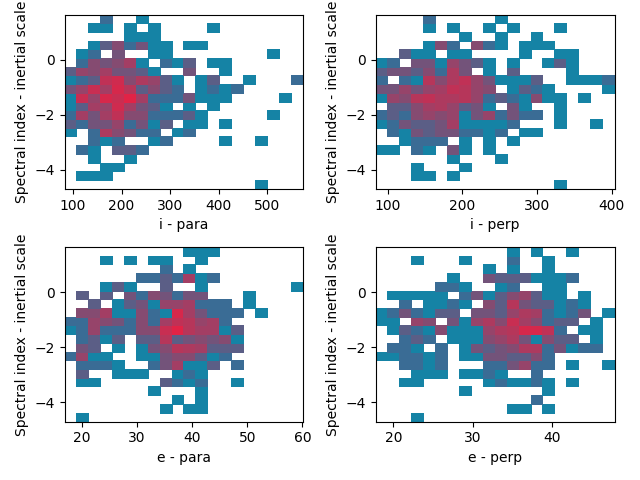 Spectral index - inertial scale
0
−2
−4
100 200 300 400 500
i - para
Spectral index - inertial scale
0
−2
−4
100 200 300 400
i - perp
Spectral index - inertial scale
0
−2
−4
20 30 40 50 60
e - para
Spectral index - inertial scale
0
−2
−4
20 30 40
e - perp